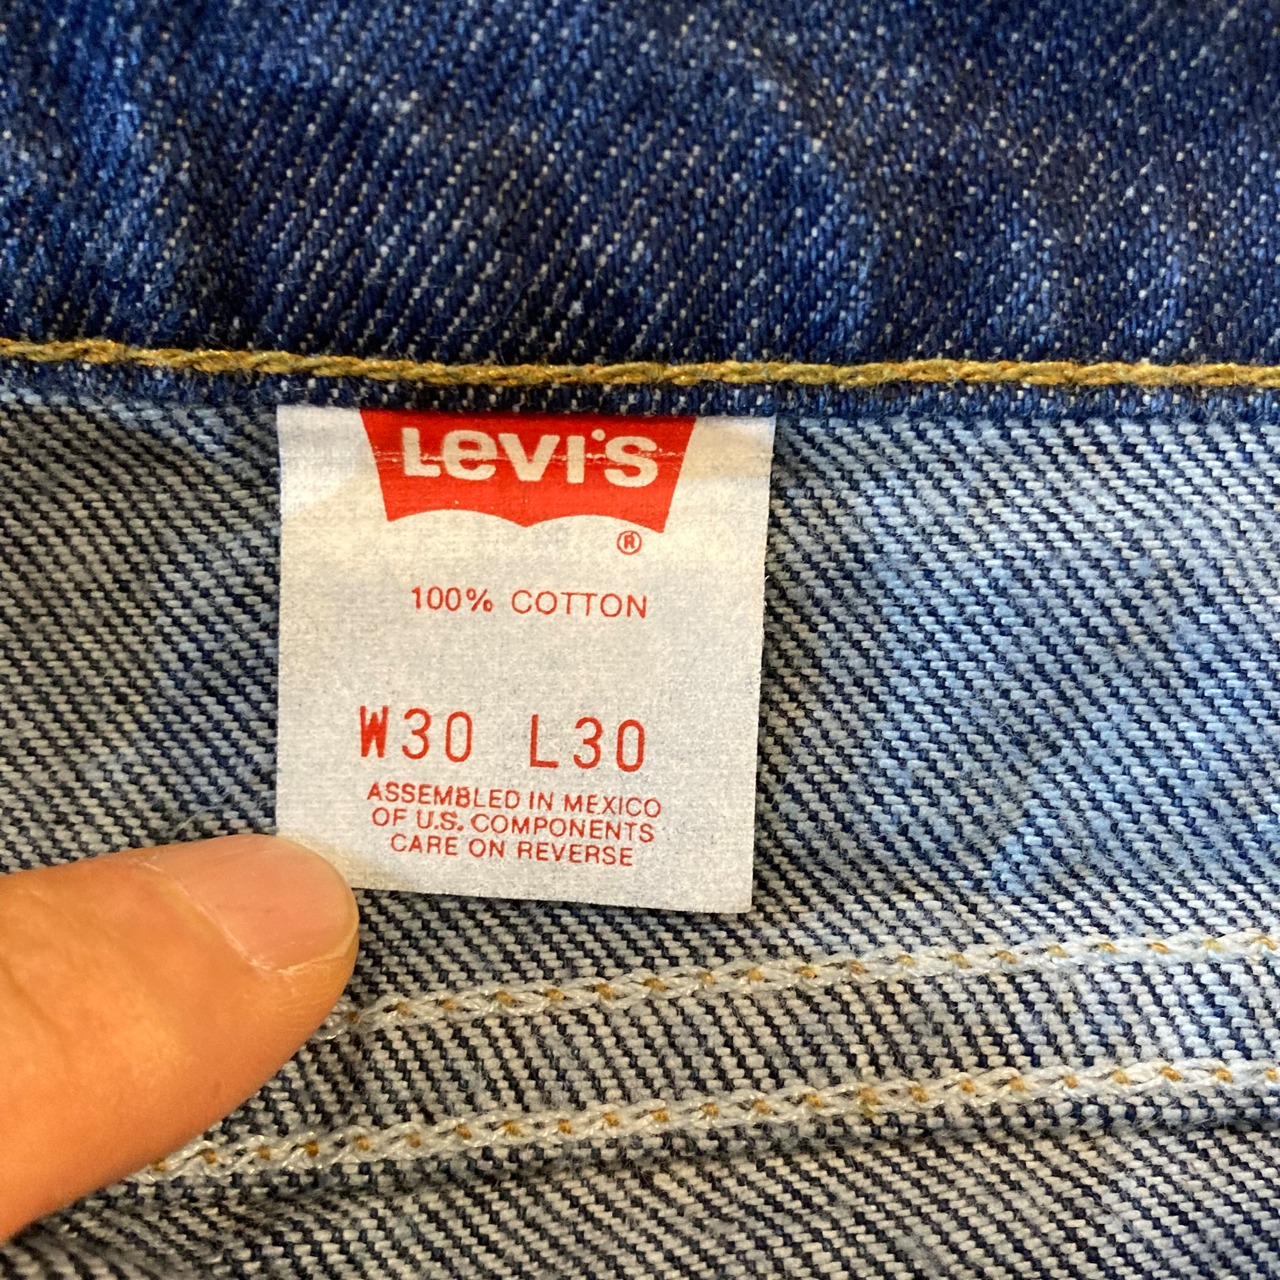 LEVI'S
®
100% COTTON
W30 L30
ASSEMBLED IN MEXICO
OF U.S. COMPONENTS
CARE ON REVERSE